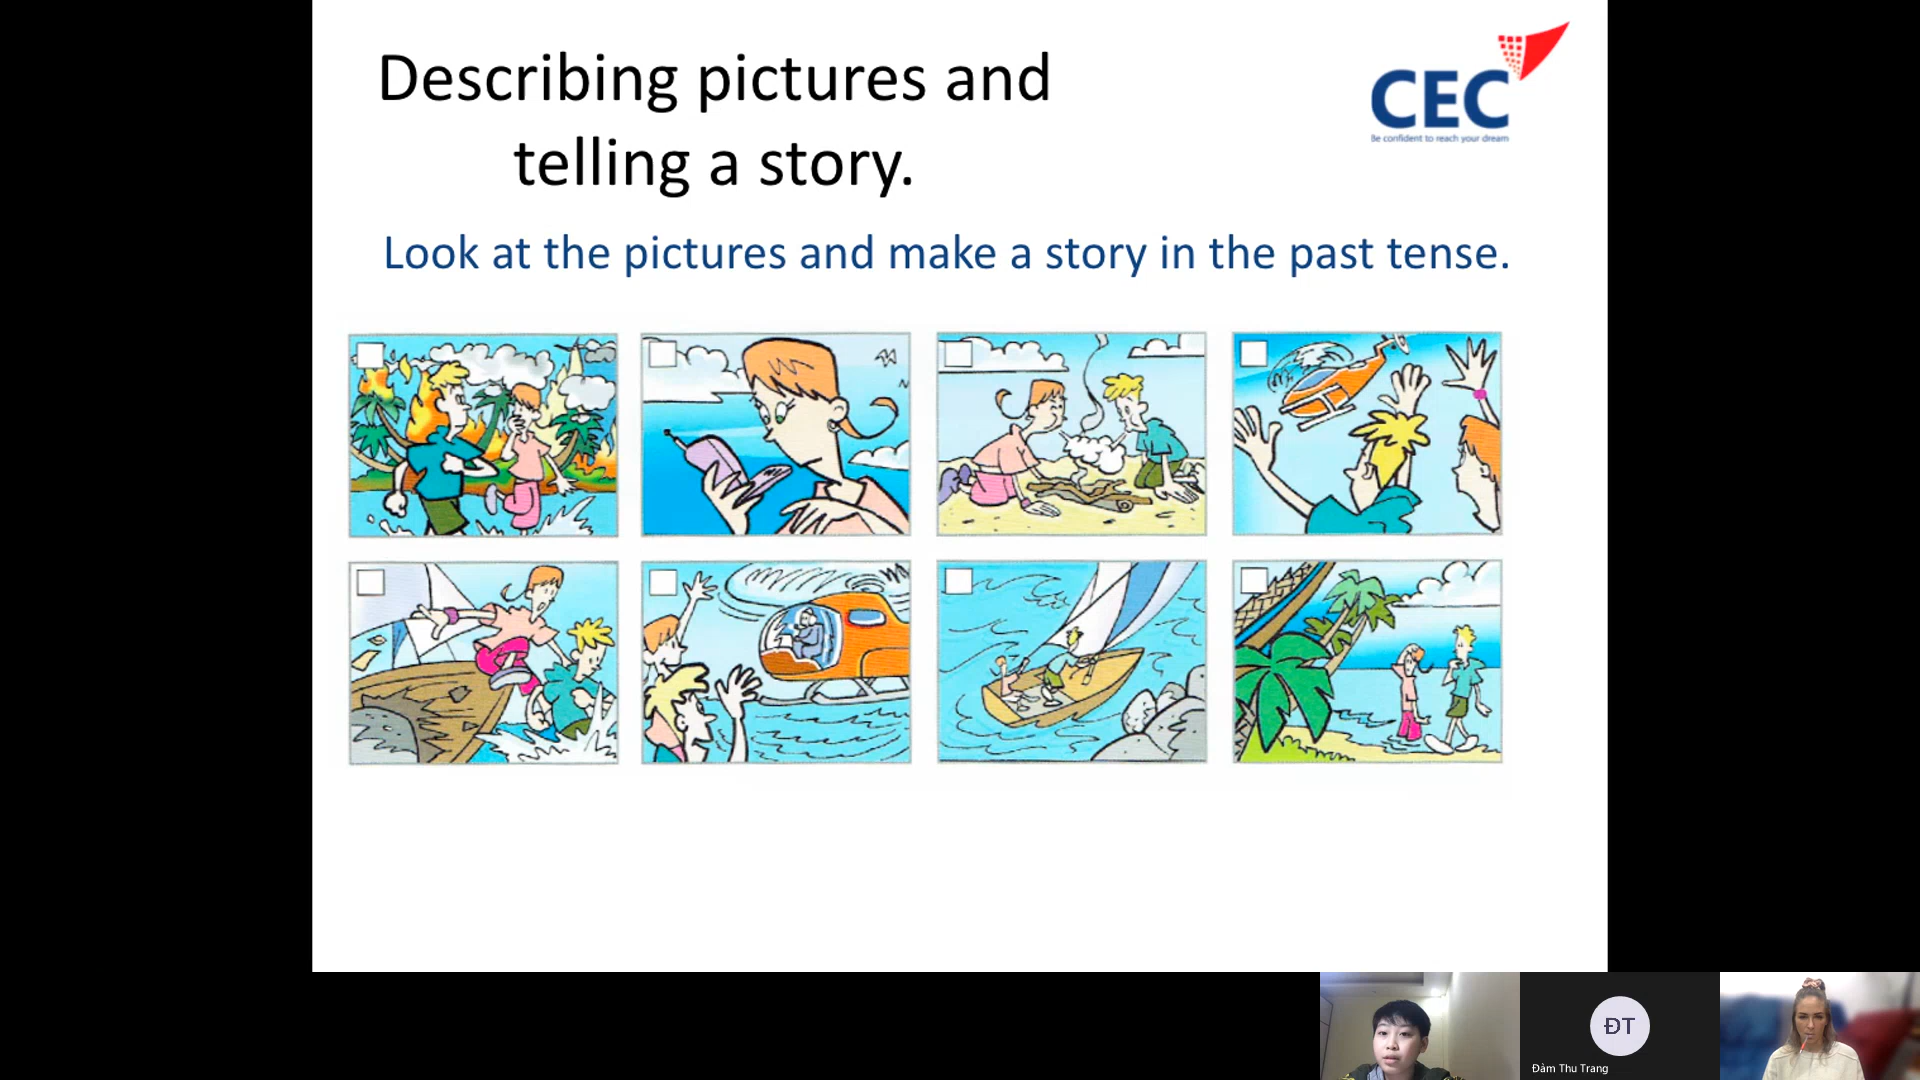 Describing pictures and
telling a story.
CEC
Be confident to reach your dream
Look at the pictures and make a story in the past tense.
ĐT
Đàm Thu Trang